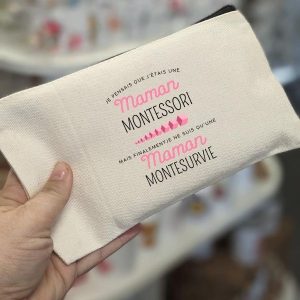 JE PENSAIS QUE J'ÉTAIS UNE
Maman
MONTESSORI
MAIS FINALEMENT JE NE SUIS QU'UNE
Maman
MONTESURVIE